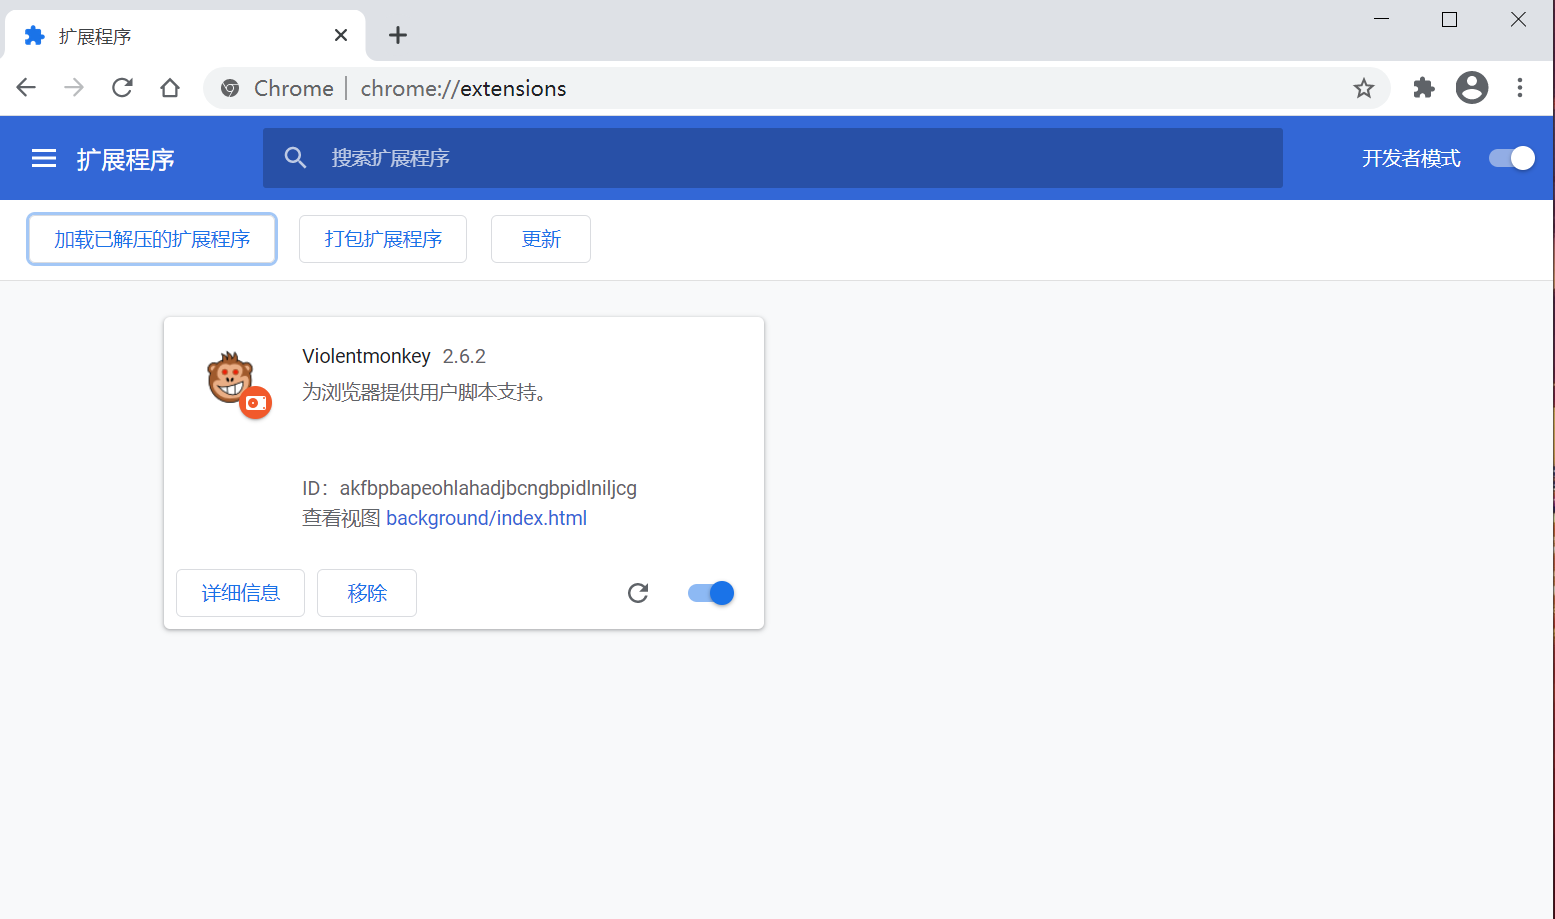 扩展程序
Chrome | chrome://extensions
扩展程序
搜索扩展程序
开发者模式
加载已解压的扩展程序
打包扩展程序
更新
Violentmonkey 2.6.2
为浏览器提供用户脚本支持。
ID：akfbpbapeohlahadjbcngbpidlniljcg
查看视图 background/index.html
详细信息
移除